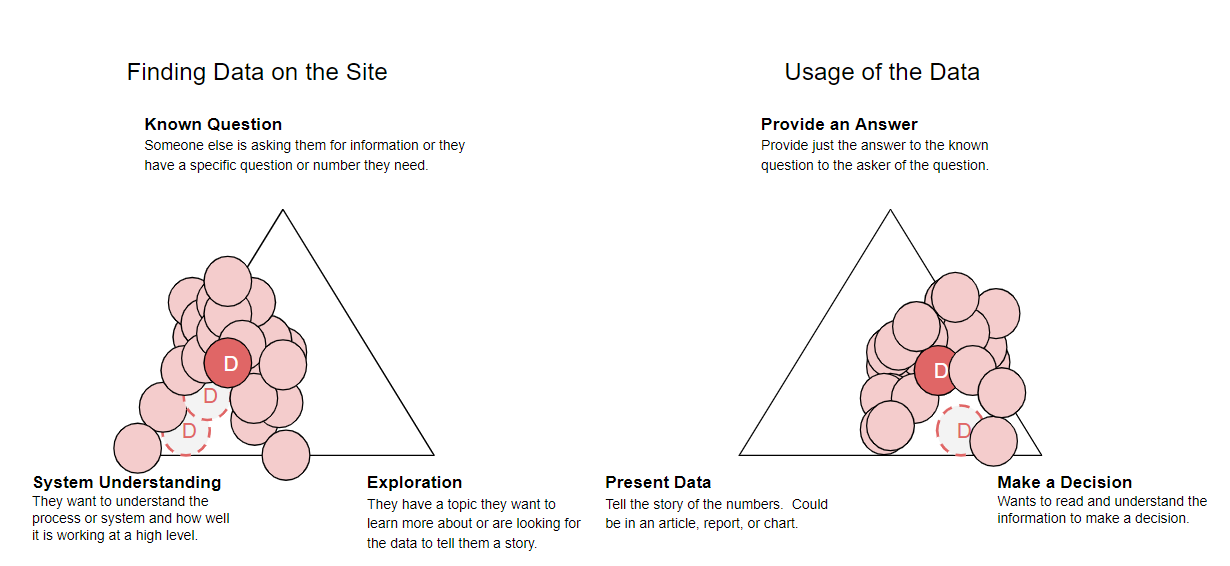 Finding Data on the Site
Known Question
Someone else is asking them for information or they
have a specific question or number they need.
D
D
D
System Understanding
They want to understand the
process or system and how well
it is working at a high level.
Exploration
They have a topic they want to
learn more about or are looking for
the data to tell them a story.
Usage of the Data
Provide an Answer
Provide just the answer to the known
question to the asker of the question.
D
D
Present Data
Tell the story of the numbers.  Could
be in an article, report, or chart.
Make a Decision
Wants to read and understand the
information to make a decision.